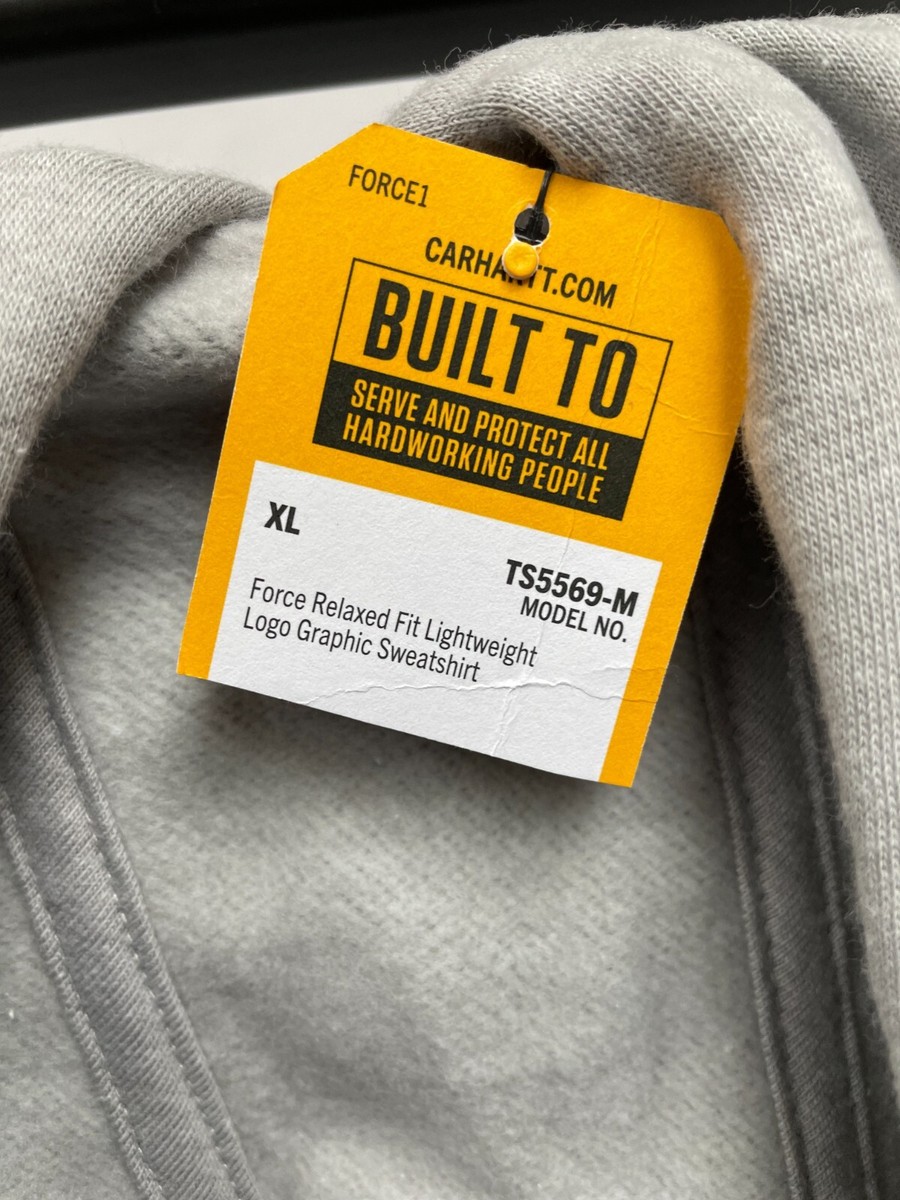 FORCE1
CARHARTT.COM
BUILT TO
SERVE AND PROTECT ALL
HARDWORKING PEOPLE
XL
TS5569-M
MODEL NO.
Force Relaxed Fit Lightweight
Logo Graphic Sweatshirt